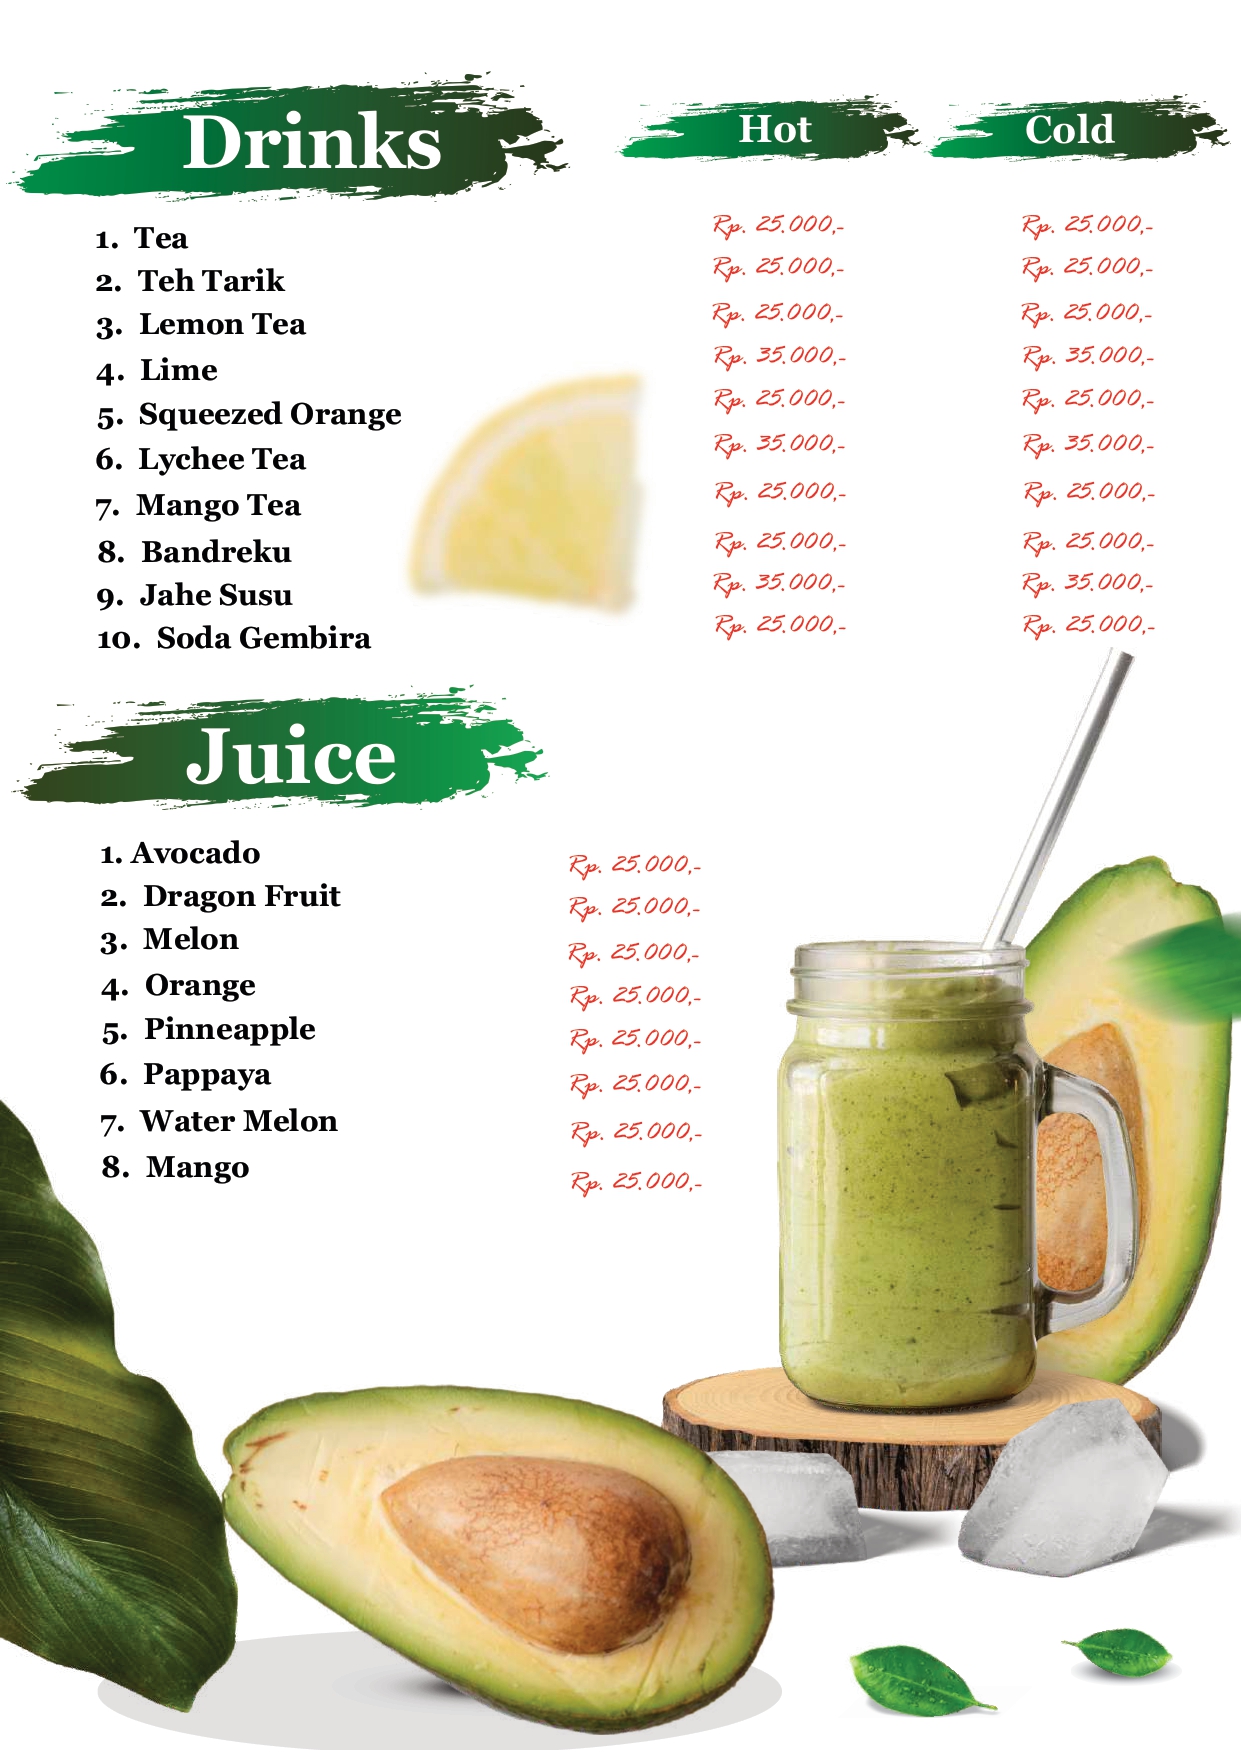 Drinks Hot Cold
1. Tea Rp. 25.000,- Rp. 25.000,-
2. Teh Tarik Rp. 25.000,- Rp. 25.000,-
3. Lemon Tea Rp. 25.000,- Rp. 25.000,-
4. Lime Rp. 35.000,- Rp. 35.000,-
5. Squeezed Orange Rp. 25.000,- Rp. 25.000,-
6. Lychee Tea Rp. 35.000,- Rp. 35.000,-
7. Mango Tea Rp. 25.000,- Rp. 25.000,-
8. Bandreku Rp. 25.000,- Rp. 25.000,-
9. Jahe Susu Rp. 35.000,- Rp. 35.000,-
10. Soda Gembira Rp. 25.000,- Rp. 25.000,-
Juice
1. Avocado Rp. 25.000,-
2. Dragon Fruit Rp. 25.000,-
3. Melon Rp. 25.000,-
4. Orange Rp. 25.000,-
5. Pinneapple Rp. 25.000,-
6. Pappaya Rp. 25.000,-
7. Water Melon Rp. 25.000,-
8. Mango Rp. 25.000,-